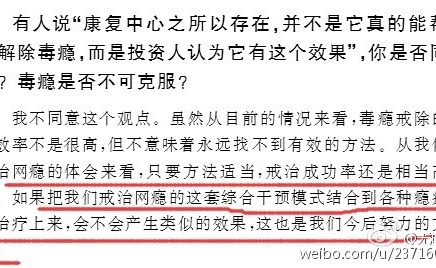 有人说“康复中心之所以存在，并不是它真的能帮
解除毒瘾，而是投资人认为它有这个效果”，你是否同
？毒瘾是否不可克服？
我不同意这个观点。虽然从目前的情况来看，毒瘾戒除的
效率不是很高，但不意味着永远找不到有效的方法。从我们
治网瘾的体会来看，只要方法适当，戒治成功率还是相当
如果把我们戒治网瘾的这套综合干预模式结合到各种瘾
治疗上来，会不会产生类似的效果，这也是我们今后努力的
weibo.com/u/237160